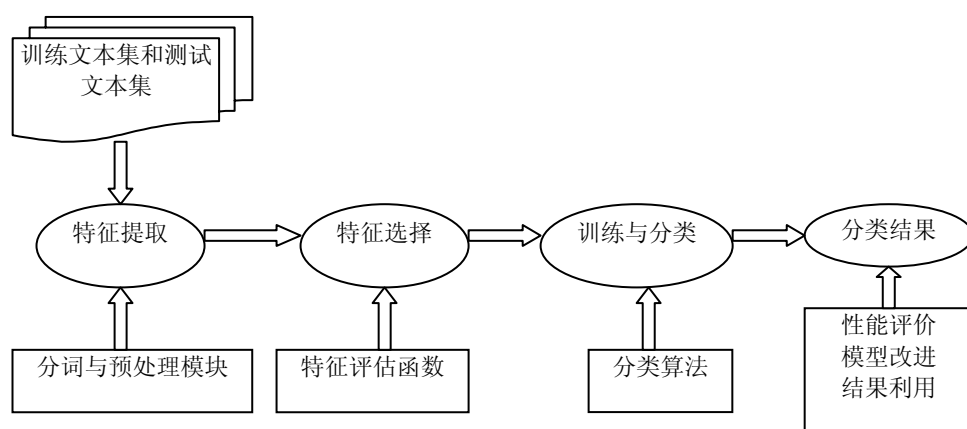 训练文本集和测试
文本集
特征提取
特征选择
训练与分类
分类结果
分词与预处理模块
特征评估函数
分类算法
性能评价
模型改进
结果利用